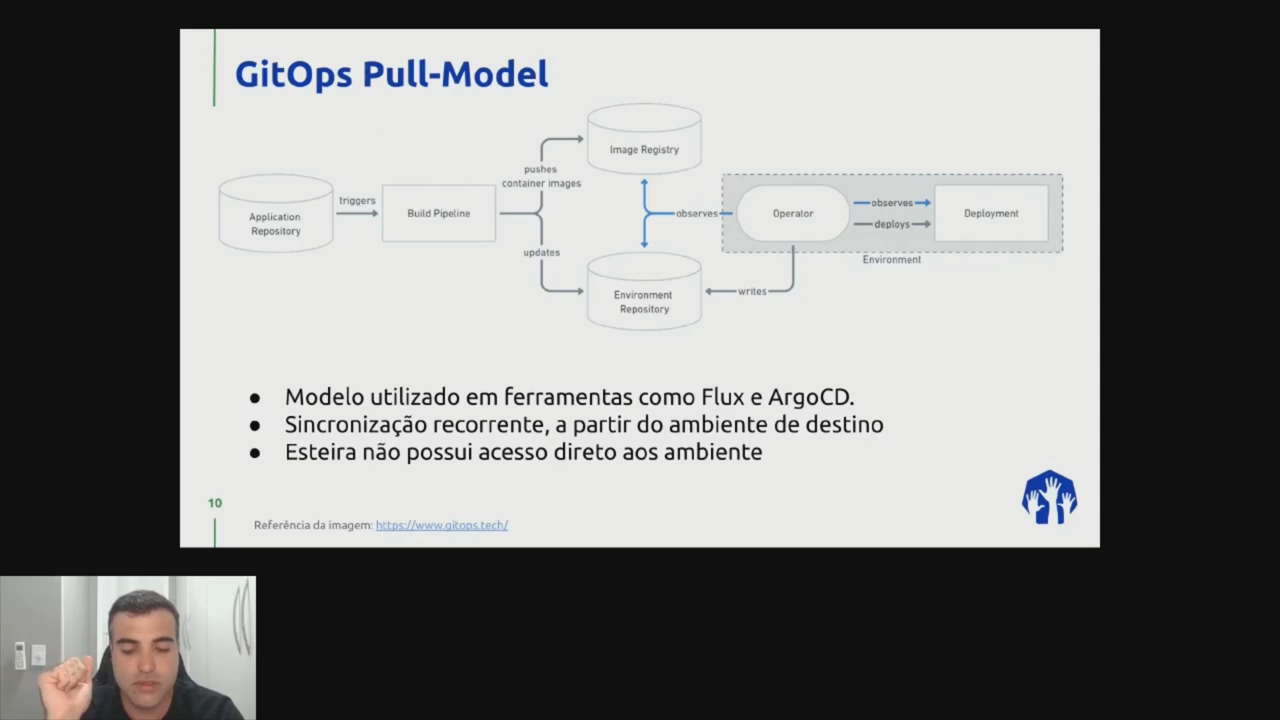 GitOps Pull-Model
Image Registry
pushes
container images
triggers
Application
Repository
Build Pipeline
observes
Operator
observes
deploys
Deployment
updates
Environment
Environment
Repository
writes
● Modelo utilizado em ferramentas como Flux e ArgoCD.
● Sincronização recorrente, a partir do ambiente de destino
● Esteira não possui acesso direto aos ambiente
10
Referência da imagem: https://www.gitops.tech/